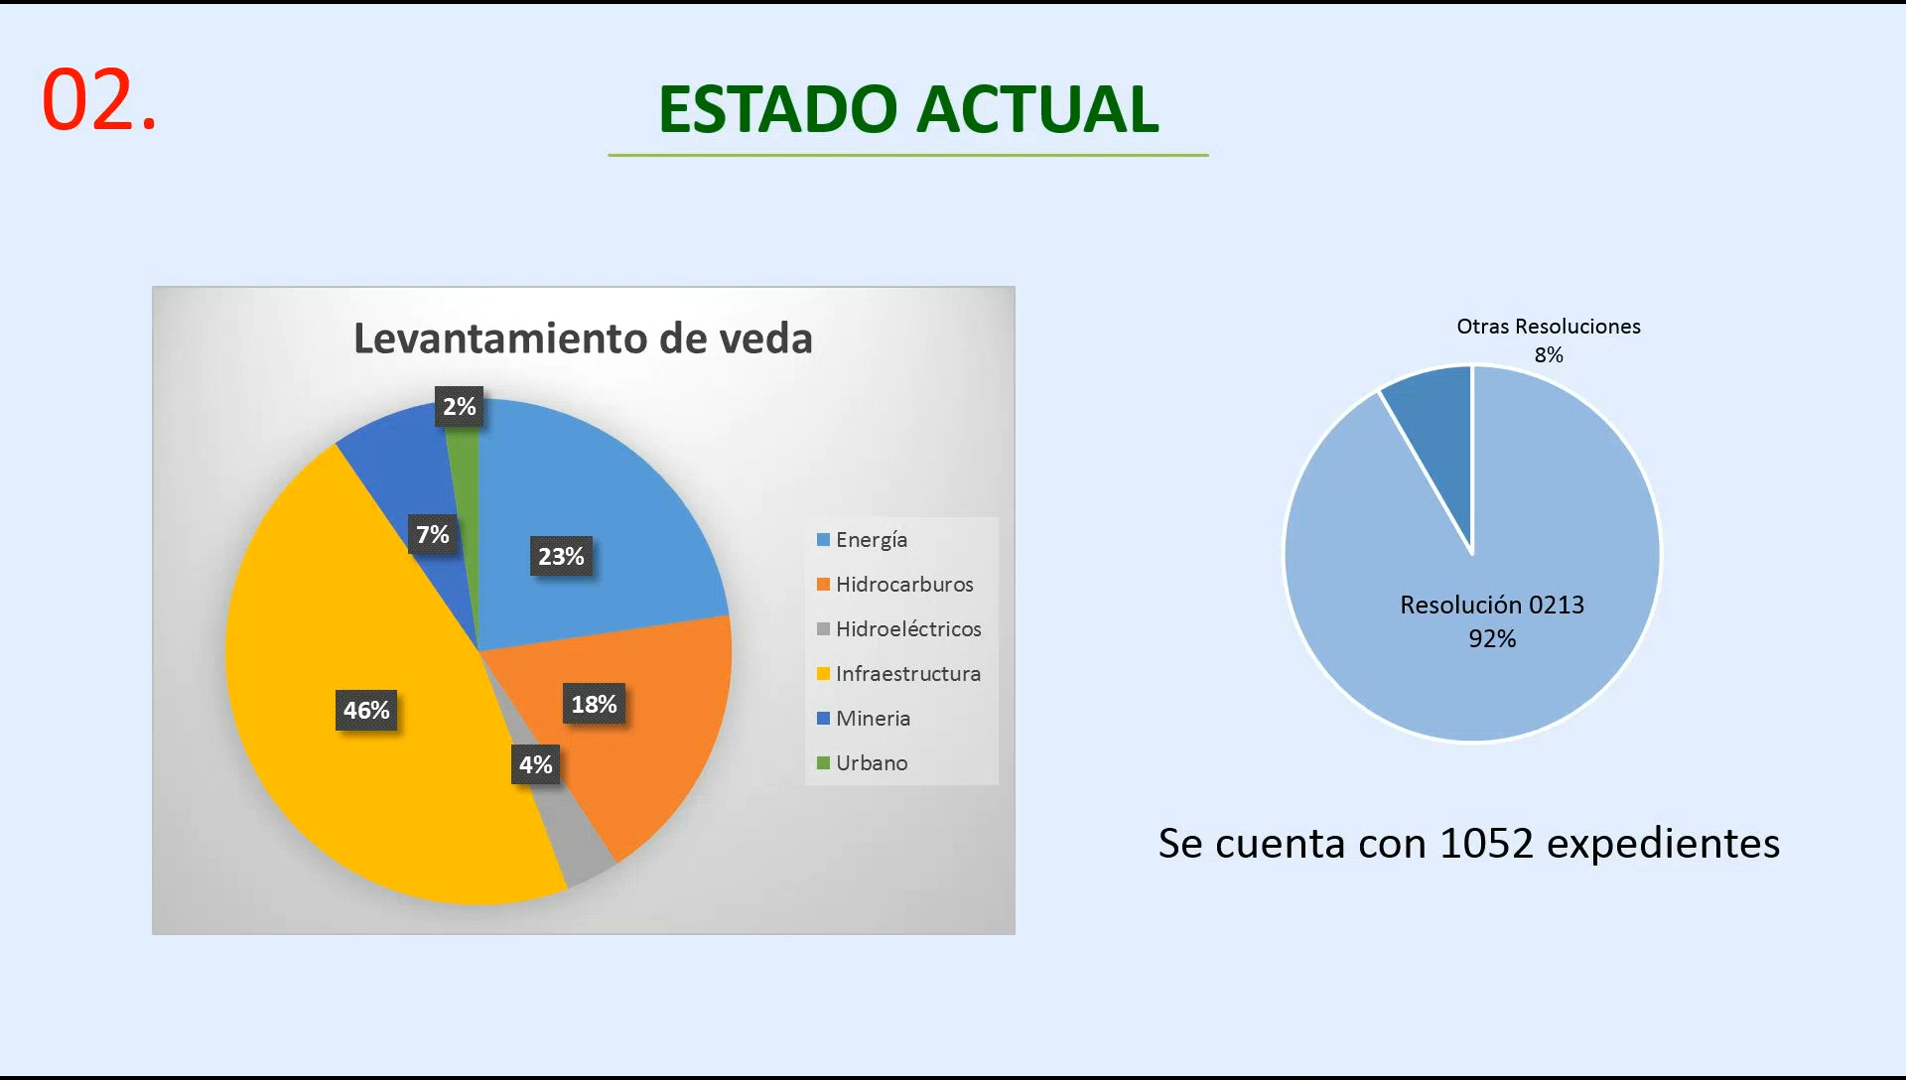 02.
ESTADO ACTUAL
Levantamiento de veda
2%
7%
23%
46%
18%
4%
Energía
Hidrocarburos
Hidroeléctricos
Infraestructura
Mineria
Urbano
Otras Resoluciones
8%
Resolución 0213
92%
Se cuenta con 1052 expedientes